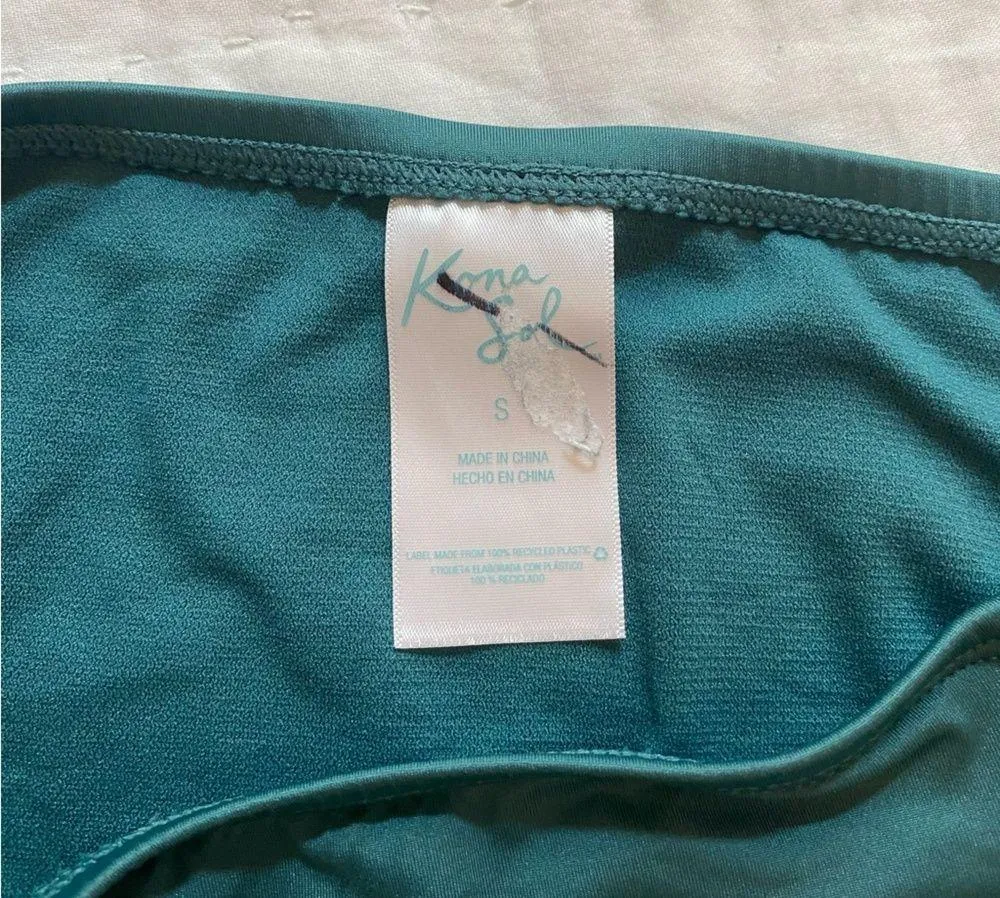 Kona
Sol
S
MADE IN CHINA
HECHO EN CHINA
LABEL MADE FROM 100% RECYCLED PLASTIC
ETIQUETA ELABORADA CON PLÁSTICO
100 % RECICLADO